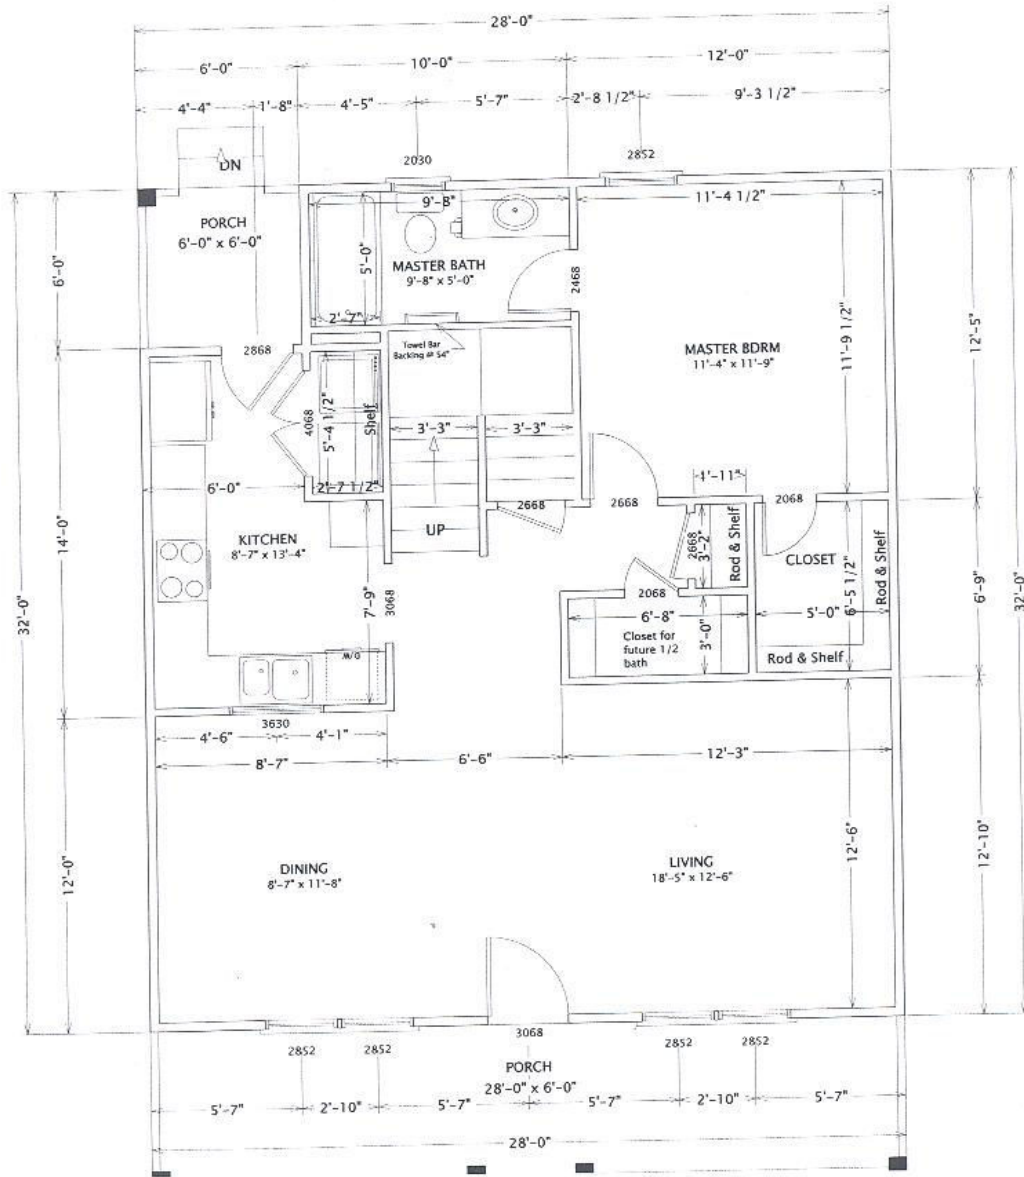 28'-0"
6'-0"
10'-0"
12'-0"
4'-4"
1'-8"
4'-5"
5'-7"
2'-8 1/2"
9'-3 1/2"
DN
2030
2852
PORCH
6'-0" x 6'-0"
9'-8"
11'-4 1/2"
5'-0"
MASTER BATH
9'-8" x 5'-0"
2468
6'-0"
2'-7"
12'-5"
2868
Towel Bar
Backing @ 54"
MASTER BDRM
11'-4" x 11'-9"
11'-9 1/2"
4068
5'-4 1/2"
Shelf
3'-3"
3'-3"
6'-0"
2'-7 1/2"
1'-11"
2668
2668
2068
UP
KITCHEN
8'-7" x 13'-4"
14'-0"
32'-0"
2668
3'-2"
Rod & Shelf
CLOSET
Rod & Shelf
6'-9"
32'-0"
7'-9"
3068
2068
6'-8"
5'-0"
6'-5 1/2"
Closet for
future 1/2
bath
3'-0"
Rod & Shelf
D/W
3630
4'-6"
4'-1"
8'-7"
6'-6"
12'-3"
12'-0"
DINING
8'-7" x 11'-8"
LIVING
18'-5" x 12'-6"
12'-6"
12'-10"
2852
2852
3068
2852
2852
PORCH
28'-0" x 6'-0"
5'-7"
2'-10"
5'-7"
5'-7"
2'-10"
5'-7"
28'-0"